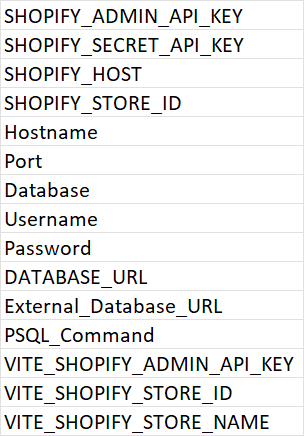 SHOPIFY_ADMIN_API_KEY
SHOPIFY_SECRET_API_KEY
SHOPIFY_HOST
SHOPIFY_STORE_ID
Hostname
Port
Database
Username
Password
DATABASE_URL
External_Database_URL
PSQL_Command
VITE_SHOPIFY_ADMIN_API_KEY
VITE_SHOPIFY_STORE_ID
VITE_SHOPIFY_STORE_NAME